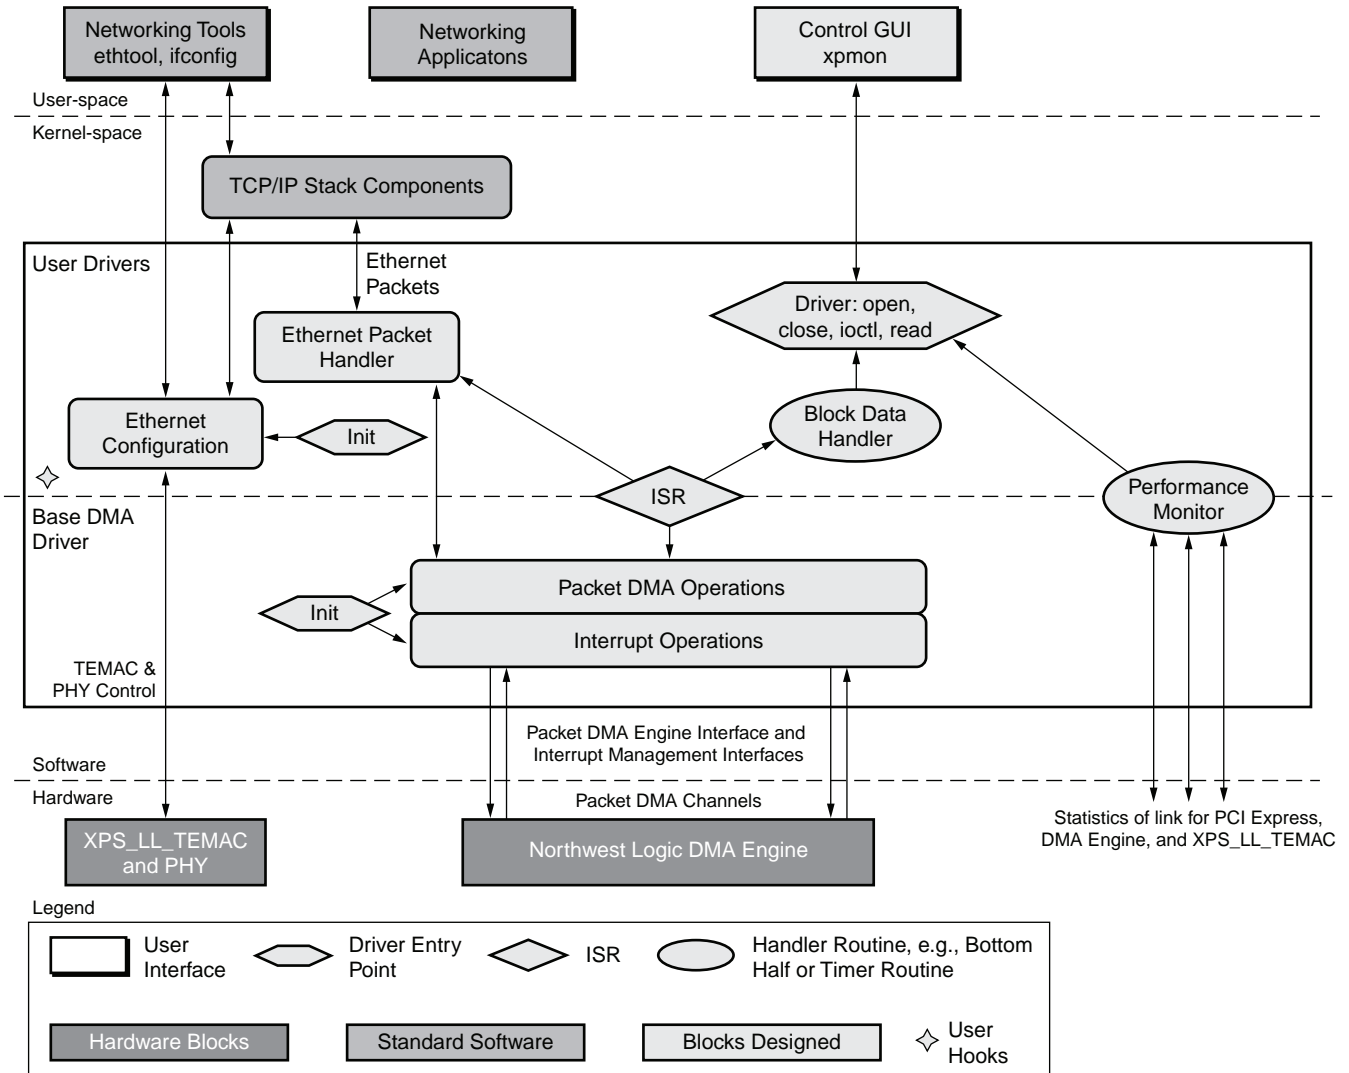 Networking Tools
ethtool, ifconfig
Networking
Applicatons
Control GUI
xpmon
User-space
Kernel-space
TCP/IP Stack Components
User Drivers
Ethernet
Packets
Driver: open,
close, ioctl, read
Ethernet Packet
Handler
Ethernet
Configuration
Init
Block Data
Handler
ISR
Performance
Monitor
Base DMA
Driver
Packet DMA Operations
Init
Interrupt Operations
TEMAC &
PHY Control
Packet DMA Engine Interface and
Interrupt Management Interfaces
Software
Hardware
Packet DMA Channels
Statistics of link for PCI Express,
DMA Engine, and XPS_LL_TEMAC
XPS_LL_TEMAC
and PHY
Northwest Logic DMA Engine
Legend
User
Interface
Driver Entry
Point
ISR
Handler Routine, e.g., Bottom
Half or Timer Routine
Hardware Blocks
Standard Software
Blocks Designed
User
Hooks